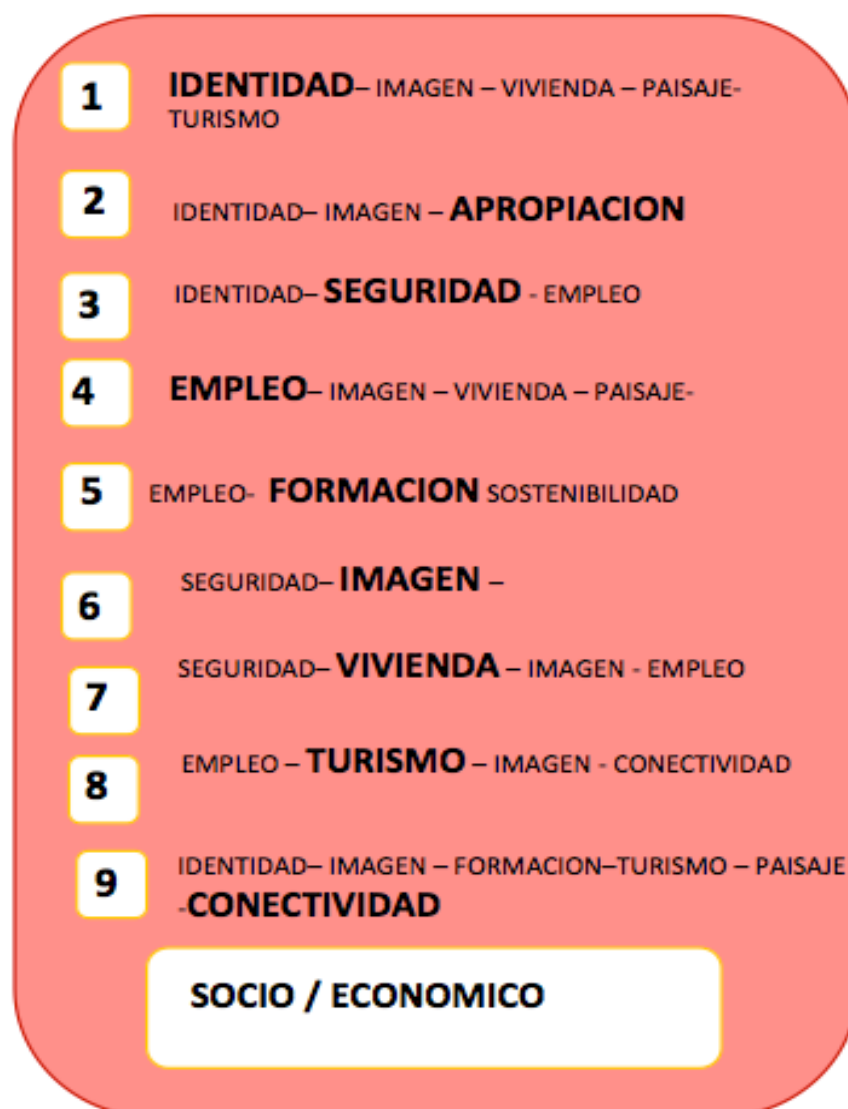 1 IDENTIDAD– IMAGEN – VIVIENDA – PAISAJE-
TURISMO
2 IDENTIDAD– IMAGEN – APROPIACION
3 IDENTIDAD– SEGURIDAD - EMPLEO
4 EMPLEO– IMAGEN – VIVIENDA – PAISAJE-
5 EMPLEO- FORMACION SOSTENIBILIDAD
6 SEGURIDAD– IMAGEN –
7 SEGURIDAD– VIVIENDA – IMAGEN - EMPLEO
8 EMPLEO – TURISMO – IMAGEN - CONECTIVIDAD
9 IDENTIDAD– IMAGEN – FORMACION–TURISMO – PAISAJE
-CONECTIVIDAD
SOCIO / ECONOMICO